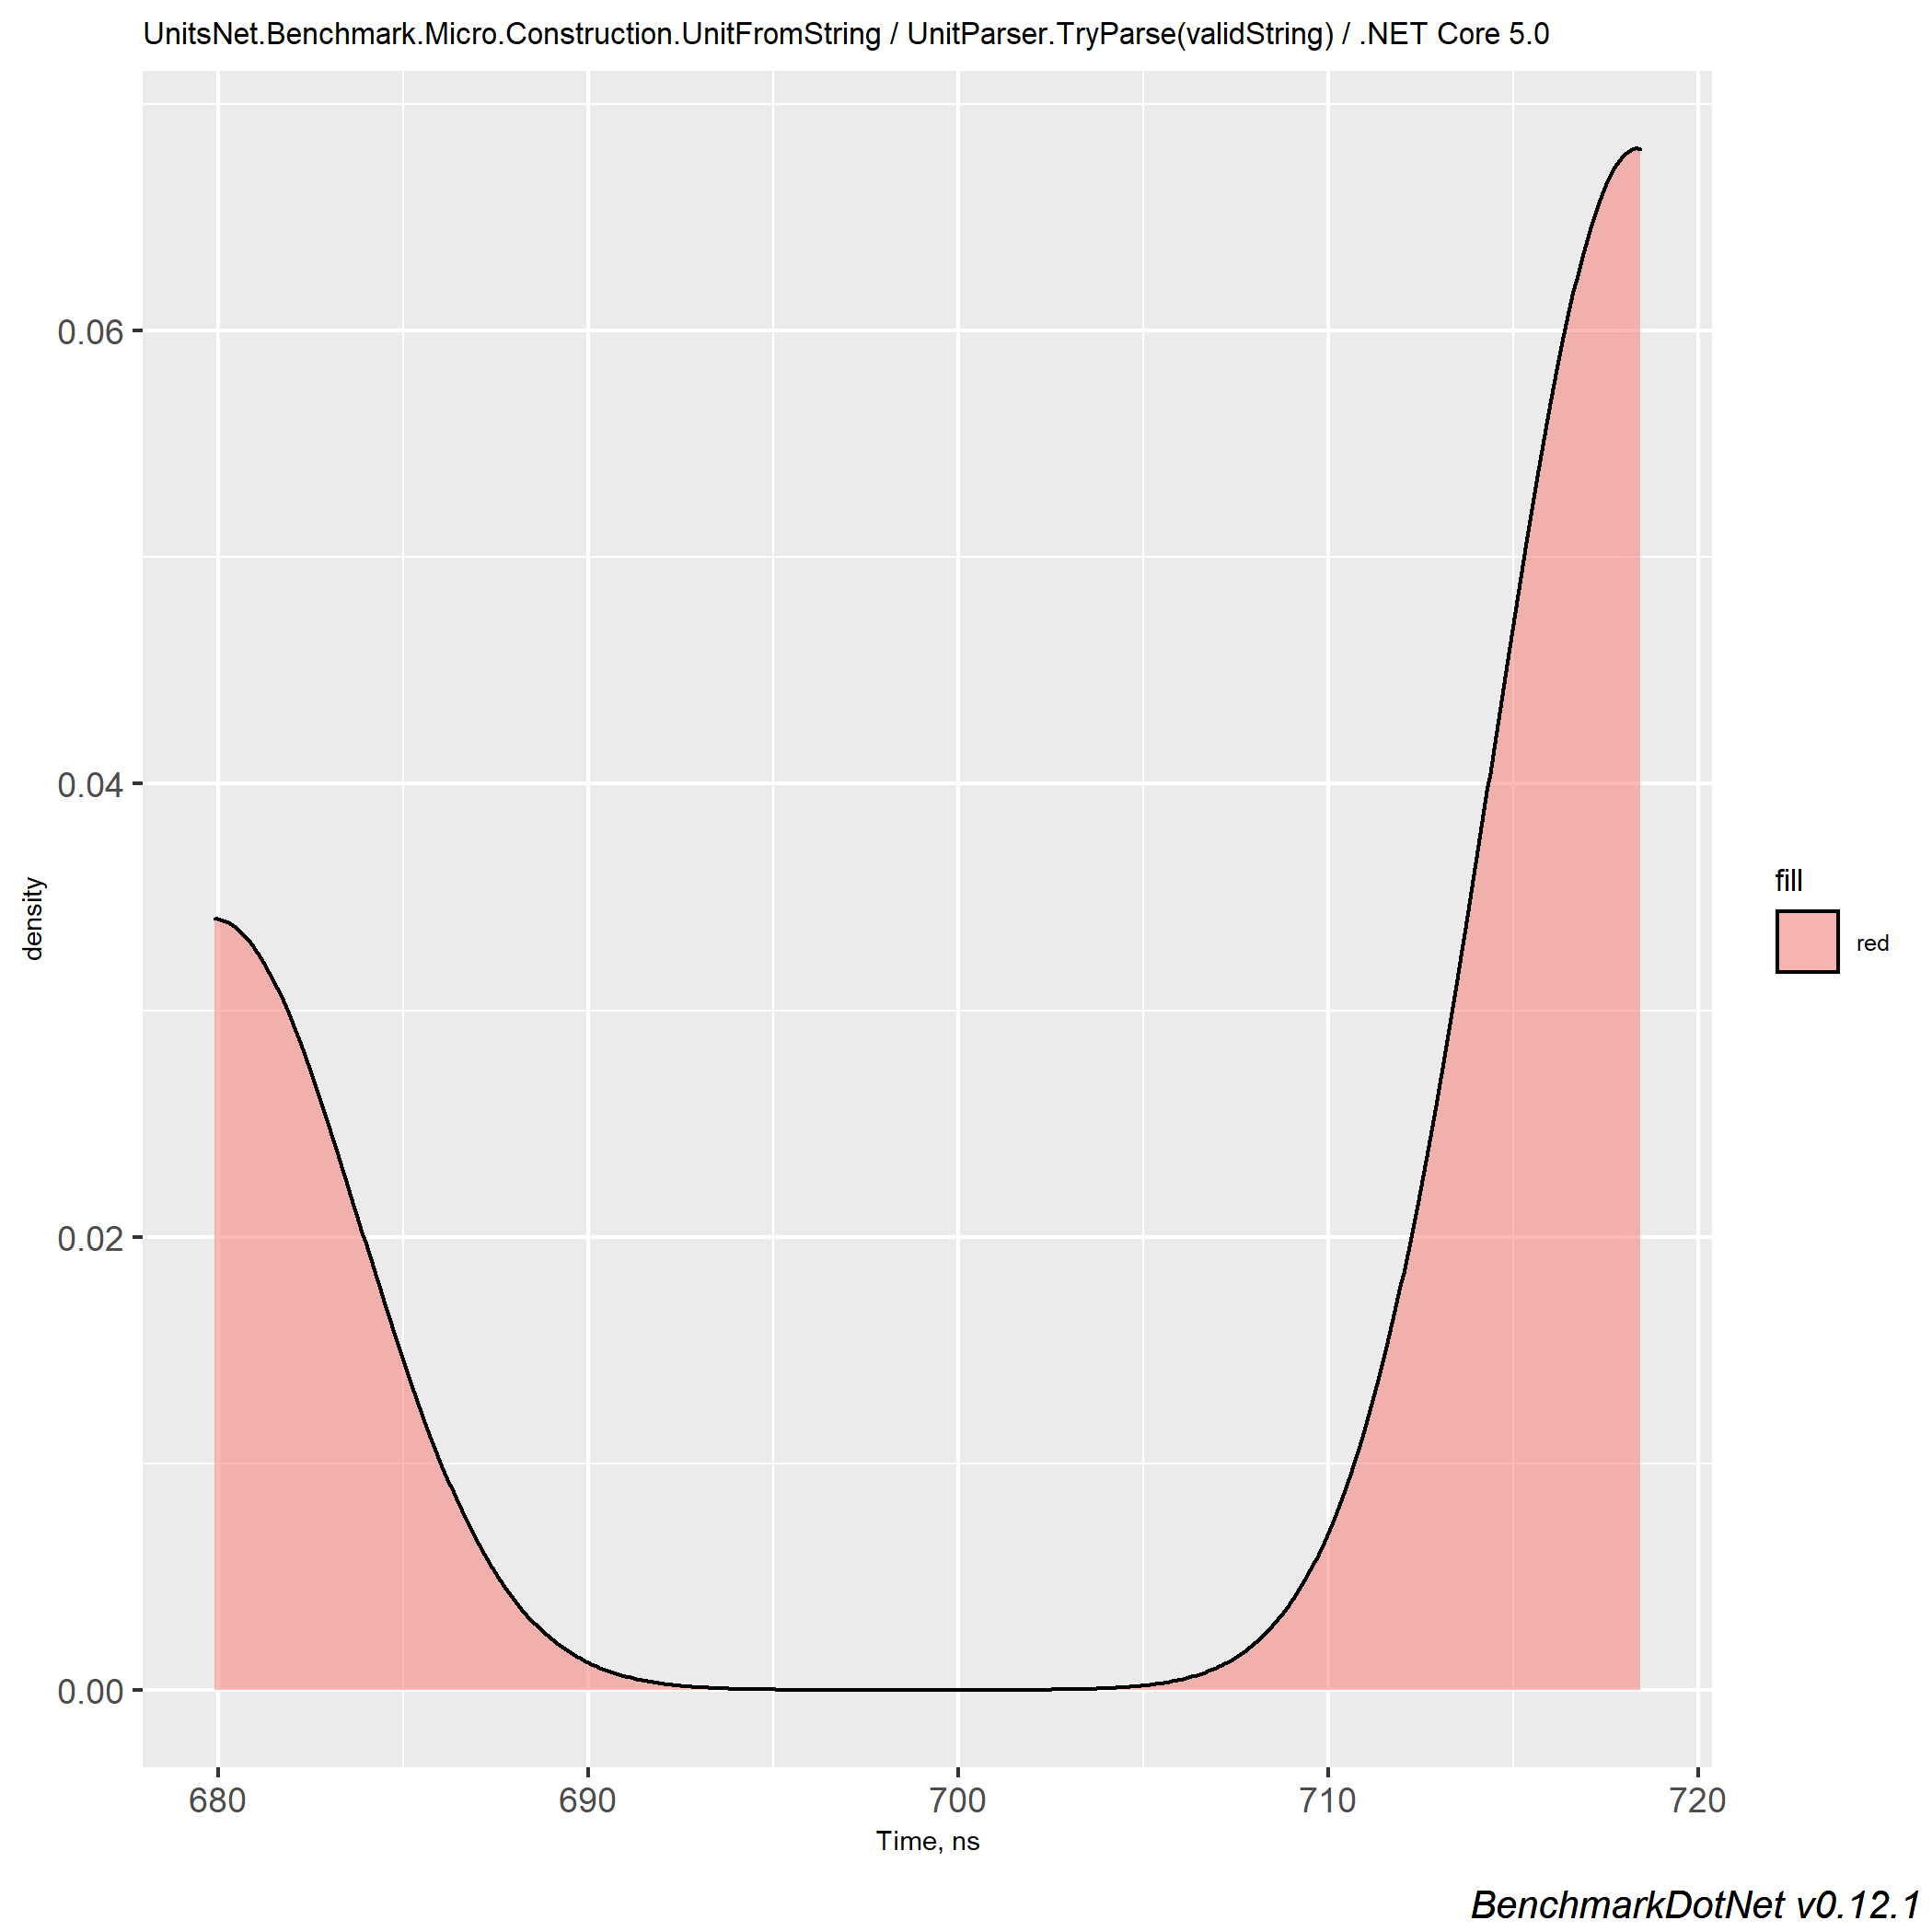 UnitsNet.Benchmark.Micro.Construction.UnitFromString / UnitParser.TryParse(validString) / .NET Core 5.0
0.06
0.04
0.02
0.00
density
680 690 700 710 720
Time, ns
fill
red
BenchmarkDotNet v0.12.1